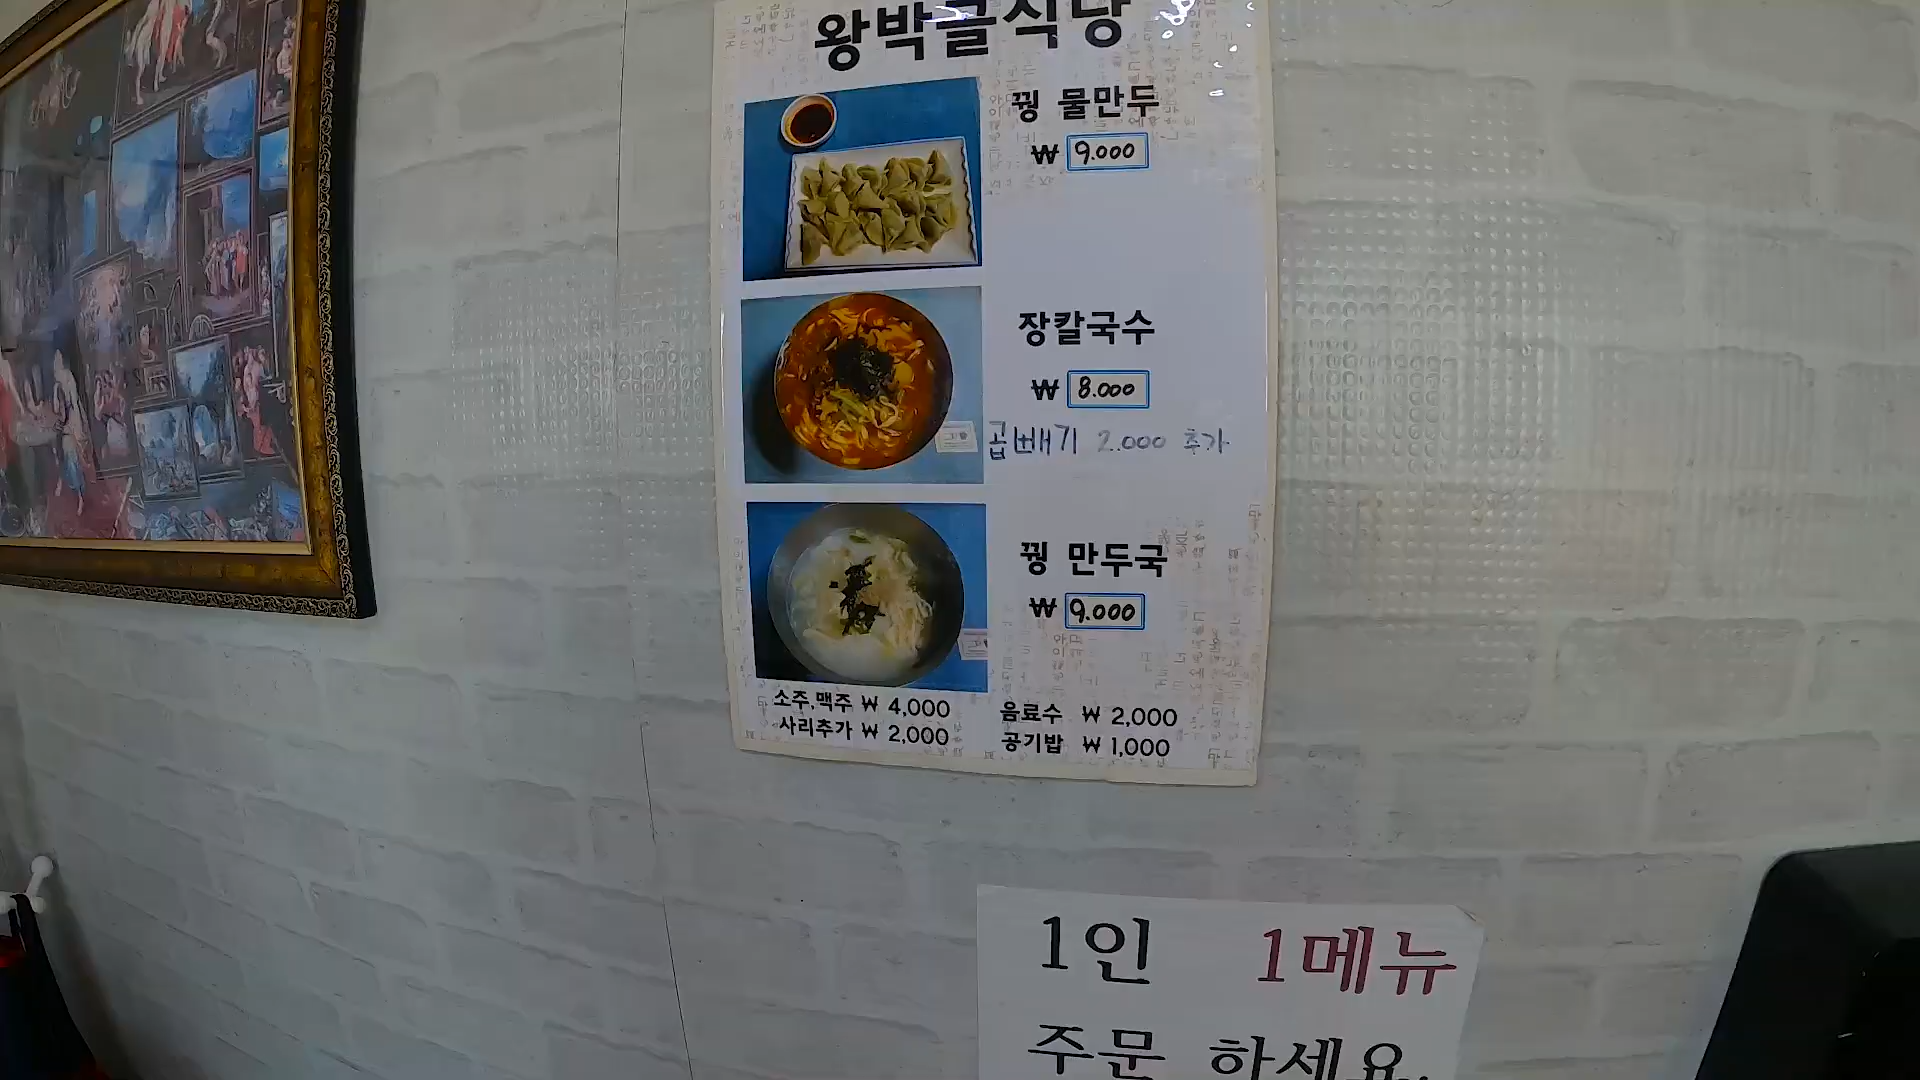 왕박골식당
꿩 물만두
₩ 9.000
장칼국수
₩ 8.000
곱빼기 2.000 추가
꿩 만두국
₩ 9.000
소주,맥주 ₩ 4,000
사리추가 ₩ 2,000
음료수 ₩ 2,000
공기밥 ₩ 1,000
1인 1메뉴
주문 하세요.